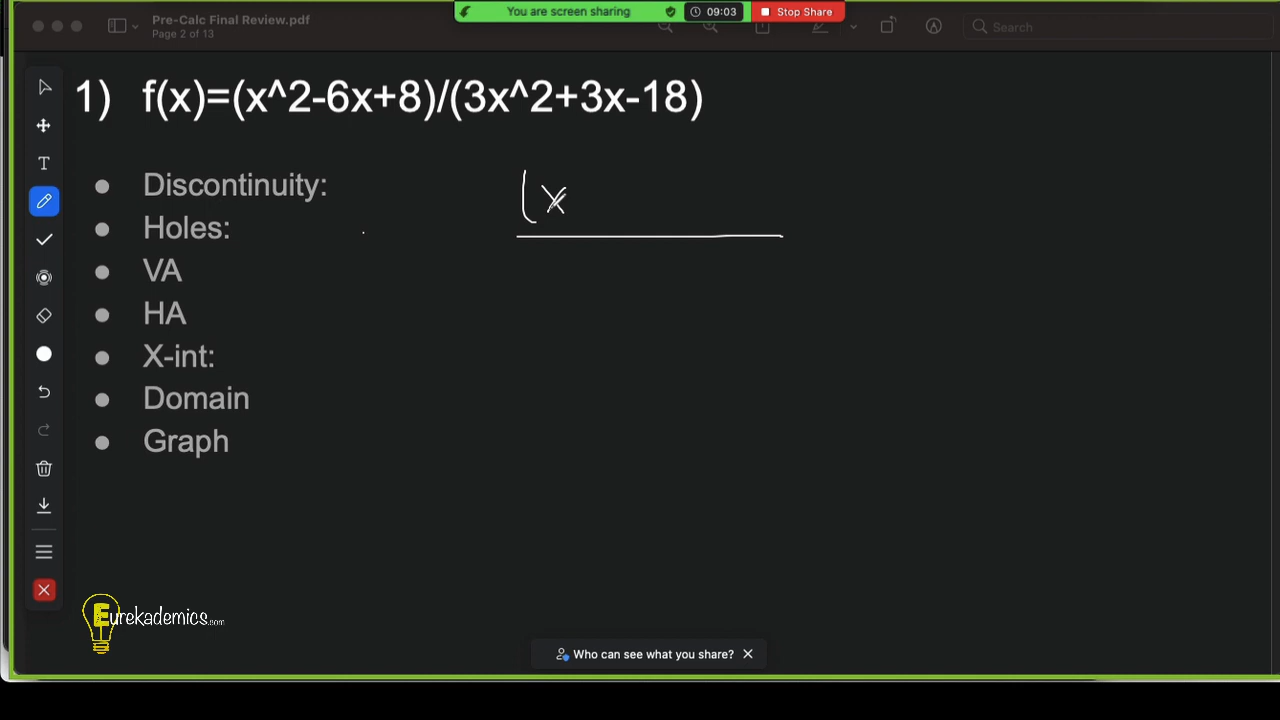 You are screen sharing
09:03
Stop Share
Pre-Calc Final Review.pdf
Page 2 of 13
Search
1) f(x)=(x^2-6x+8)/(3x^2+3x-18)
• Discontinuity:
• Holes:
• VA
• HA
• X-int:
• Domain
• Graph
(x
T
Eurekademics.com
Who can see what you share?